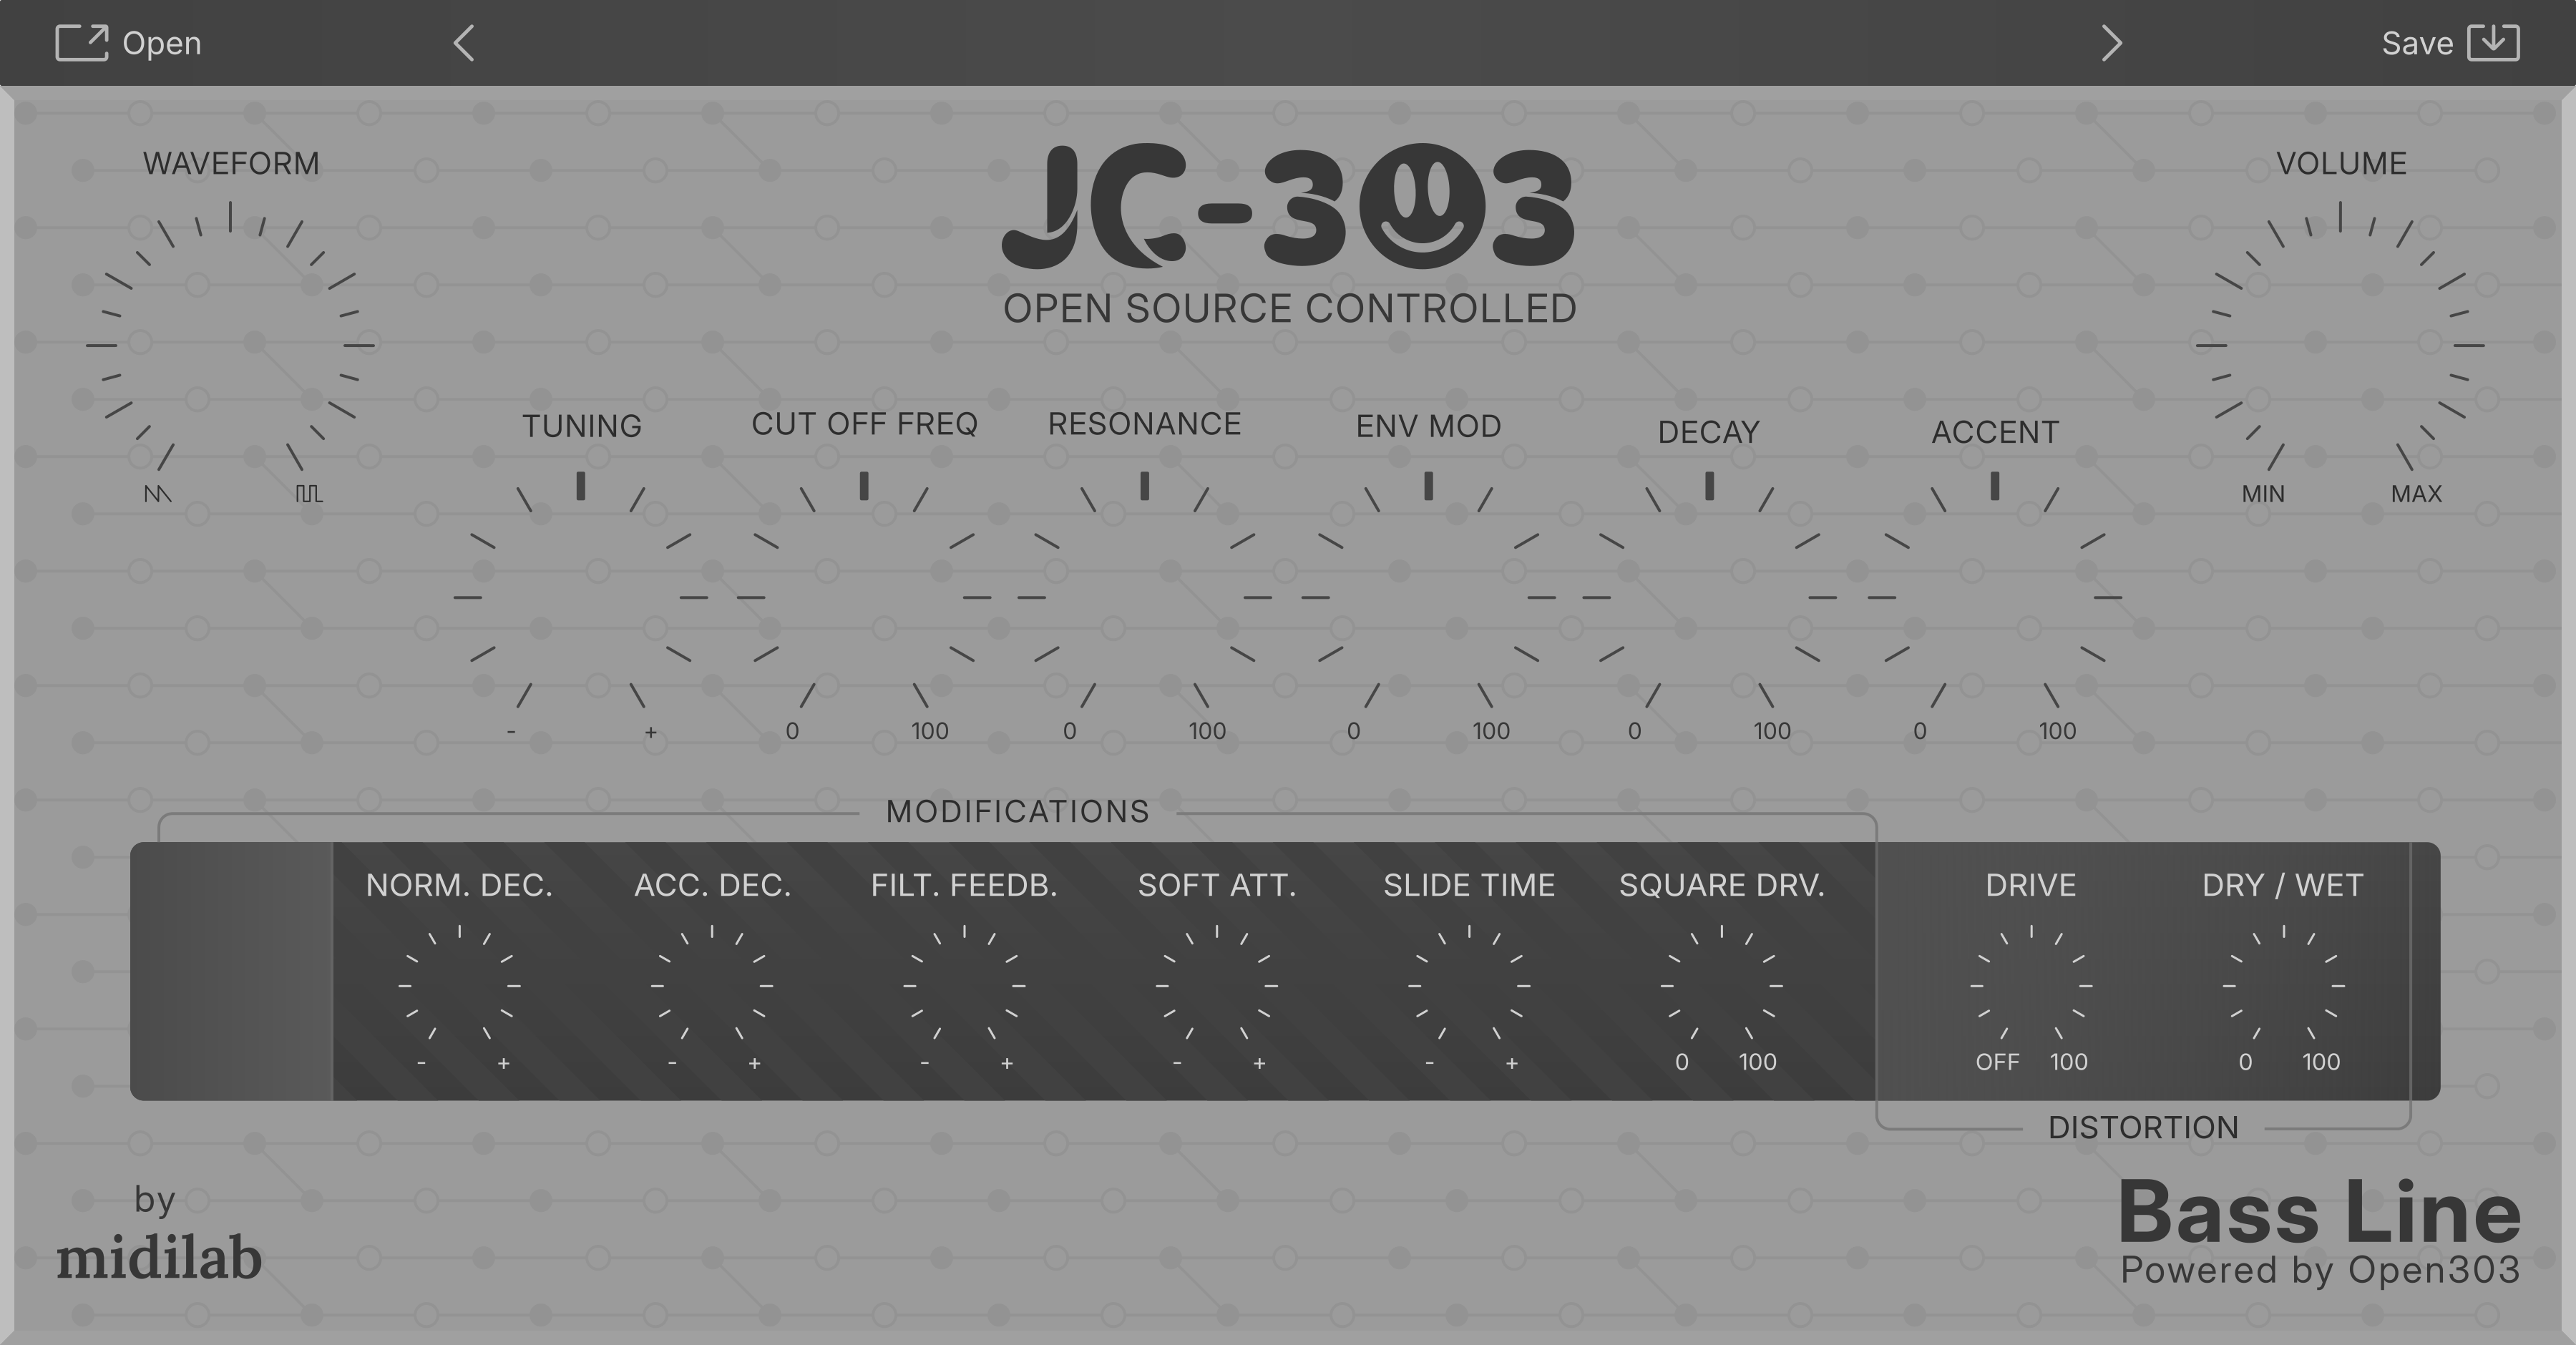 Open
Save
WAVEFORM
JC-303
VOLUME
OPEN SOURCE CONTROLLED
TUNING
CUT OFF FREQ
RESONANCE
ENV MOD
DECAY
ACCENT
MIN MAX
- +
0 100
0 100
0 100
0 100
0 100
MODIFICATIONS
NORM. DEC.
ACC. DEC.
FILT. FEEDB.
SOFT ATT.
SLIDE TIME
SQUARE DRV.
DRIVE
DRY / WET
- +
- +
- +
- +
- +
0 100
OFF 100
0 100
DISTORTION
by
midilab
Bass Line
Powered by Open303